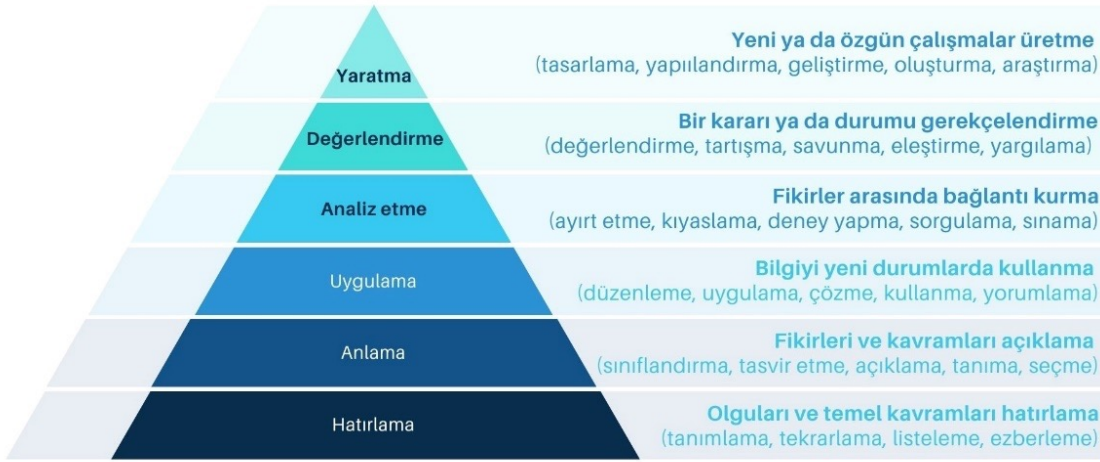 Yaratma
Yeni ya da özgün çalışmalar üretme
(tasarlama, yapıılandırma, geliştirme, oluşturma, araştırma)
Değerlendirme
Bir kararı ya da durumu gerekçelendirme
(değerlendirme, tartışma, savunma, eleştirme, yargılama)
Analiz etme
Fikirler arasında bağlantı kurma
(ayırt etme, kıyaslama, deney yapma, sorgulama, sınama)
Uygulama
Bilgiyi yeni durumlarda kullanma
(düzenleme, uygulama, çözme, kullanma, yorumlama)
Anlama
Fikirleri ve kavramları açıklama
(sınıflandırma, tasvir etme, açıklama, tanıma, seçme)
Hatırlama
Olguları ve temel kavramları hatırlama
(tanımlama, tekrarlama, listeleme, ezberleme)